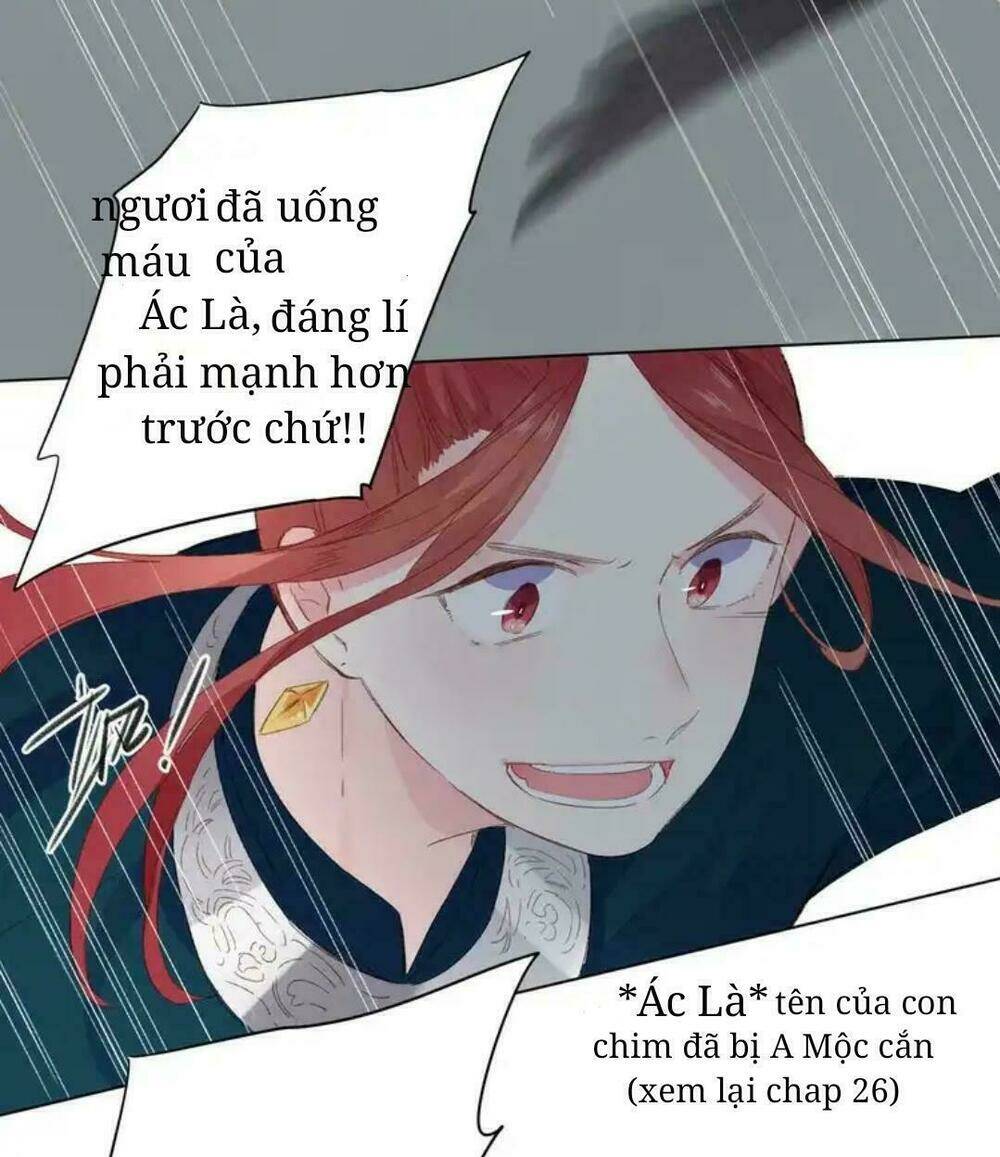 ngươi đã uống
máu của
Ác Là, đáng lí
phải mạnh hơn
trước chứ!!
*Ác Là* tên của con
chim đã bị A Mộc cắn
(xem lại chap 26)